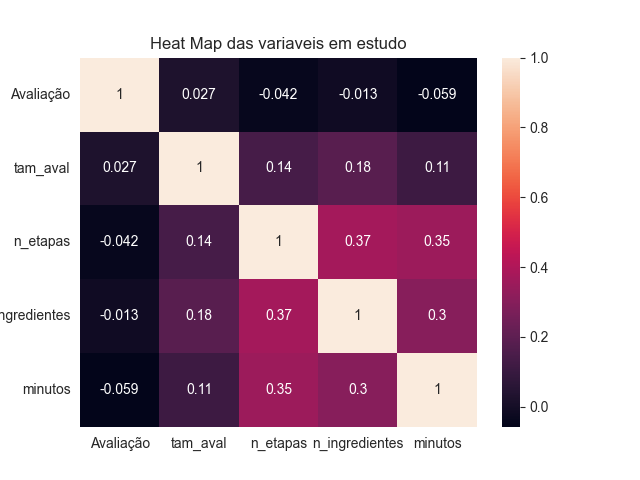 Heat Map das variaveis em estudo
Avaliação 1 0.027 -0.042 -0.013 -0.059
tam_aval 0.027 1 0.14 0.18 0.11
n_etapas -0.042 0.14 1 0.37 0.35
ngredientes -0.013 0.18 0.37 1 0.3
minutos -0.059 0.11 0.35 0.3 1
Avaliação tam_aval n_etapas n_ingredientes minutos
1.0
0.8
0.6
0.4
0.2
0.0